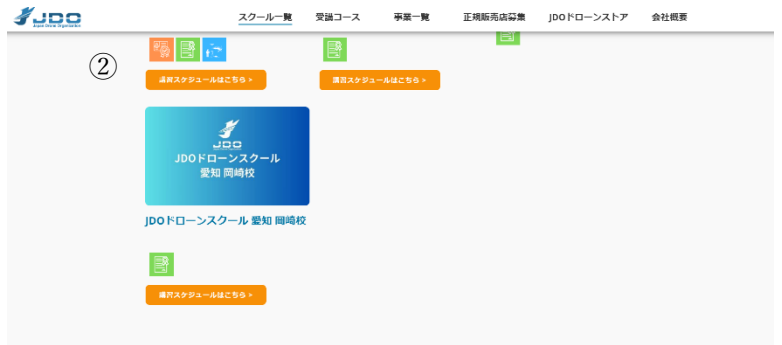 JDO
Japan Drone Organization
スクール一覧
受講コース
事業一覧
正規販売店募集
JDOドローンストア
会社概要
②
講習スケジュールはこちら >
講習スケジュールはこちら >
JDO
JDOドローンスクール
愛知 岡崎校
JDOドローンスクール 愛知 岡崎校
講習スケジュールはこちら >